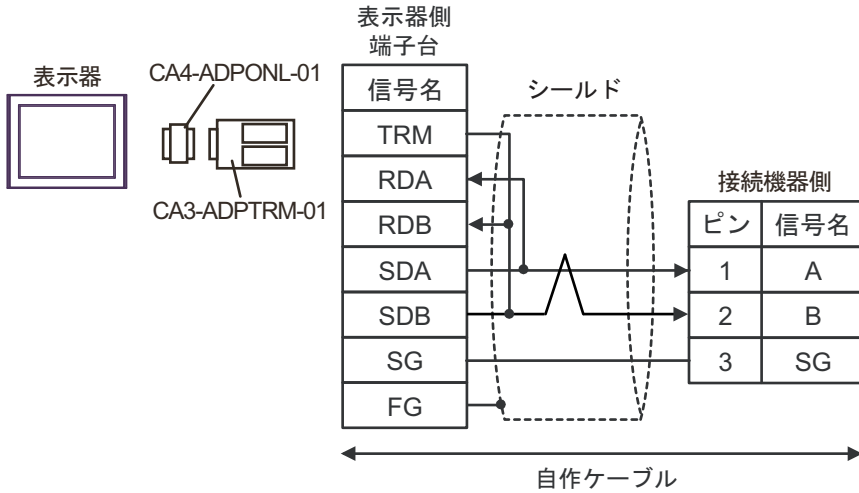 表示器側
端子台
表示器
CA4-ADPONL-01
CA3-ADPTRM-01
信号名
TRM
RDA
RDB
SDA
SDB
SG
FG
シールド
接続機器側
ピン 信号名
1 A
2 B
3 SG
自作ケーブル